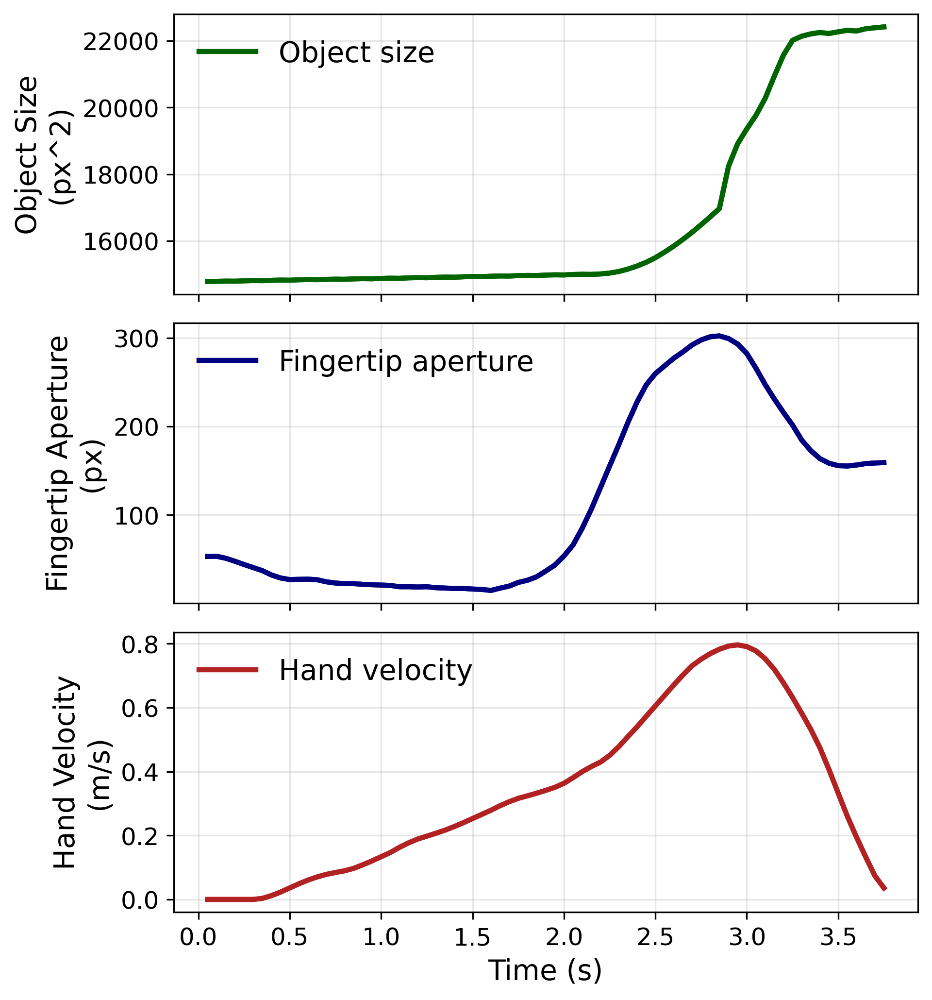 Object Size
(px^2)
22000
20000
18000
16000
Object size
Fingertip Aperture
(px)
300
200
100
Fingertip aperture
Hand Velocity
(m/s)
0.8
0.6
0.4
0.2
0.0
Hand velocity
0.0 0.5 1.0 1.5 2.0 2.5 3.0 3.5
Time (s)